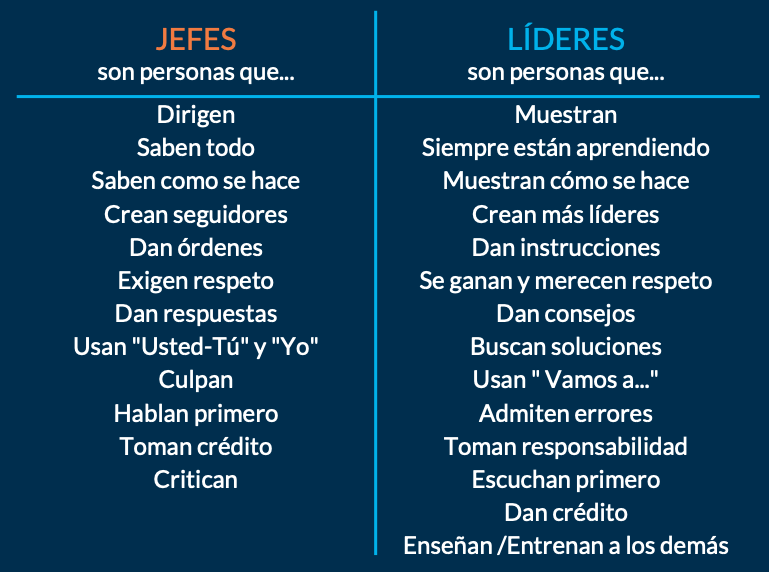 JEFES
son personas que...
Dirigen
Saben todo
Saben como se hace
Crean seguidores
Dan órdenes
Exigen respeto
Dan respuestas
Usan "Usted-Tú" y "Yo"
Culpan
Hablan primero
Toman crédito
Critican
LÍDERES
son personas que...
Muestran
Siempre están aprendiendo
Muestran cómo se hace
Crean más líderes
Dan instrucciones
Se ganan y merecen respeto
Dan consejos
Buscan soluciones
Usan " Vamos a..."
Admiten errores
Toman responsabilidad
Escuchan primero
Dan crédito
Enseñan /Entrenan a los demás